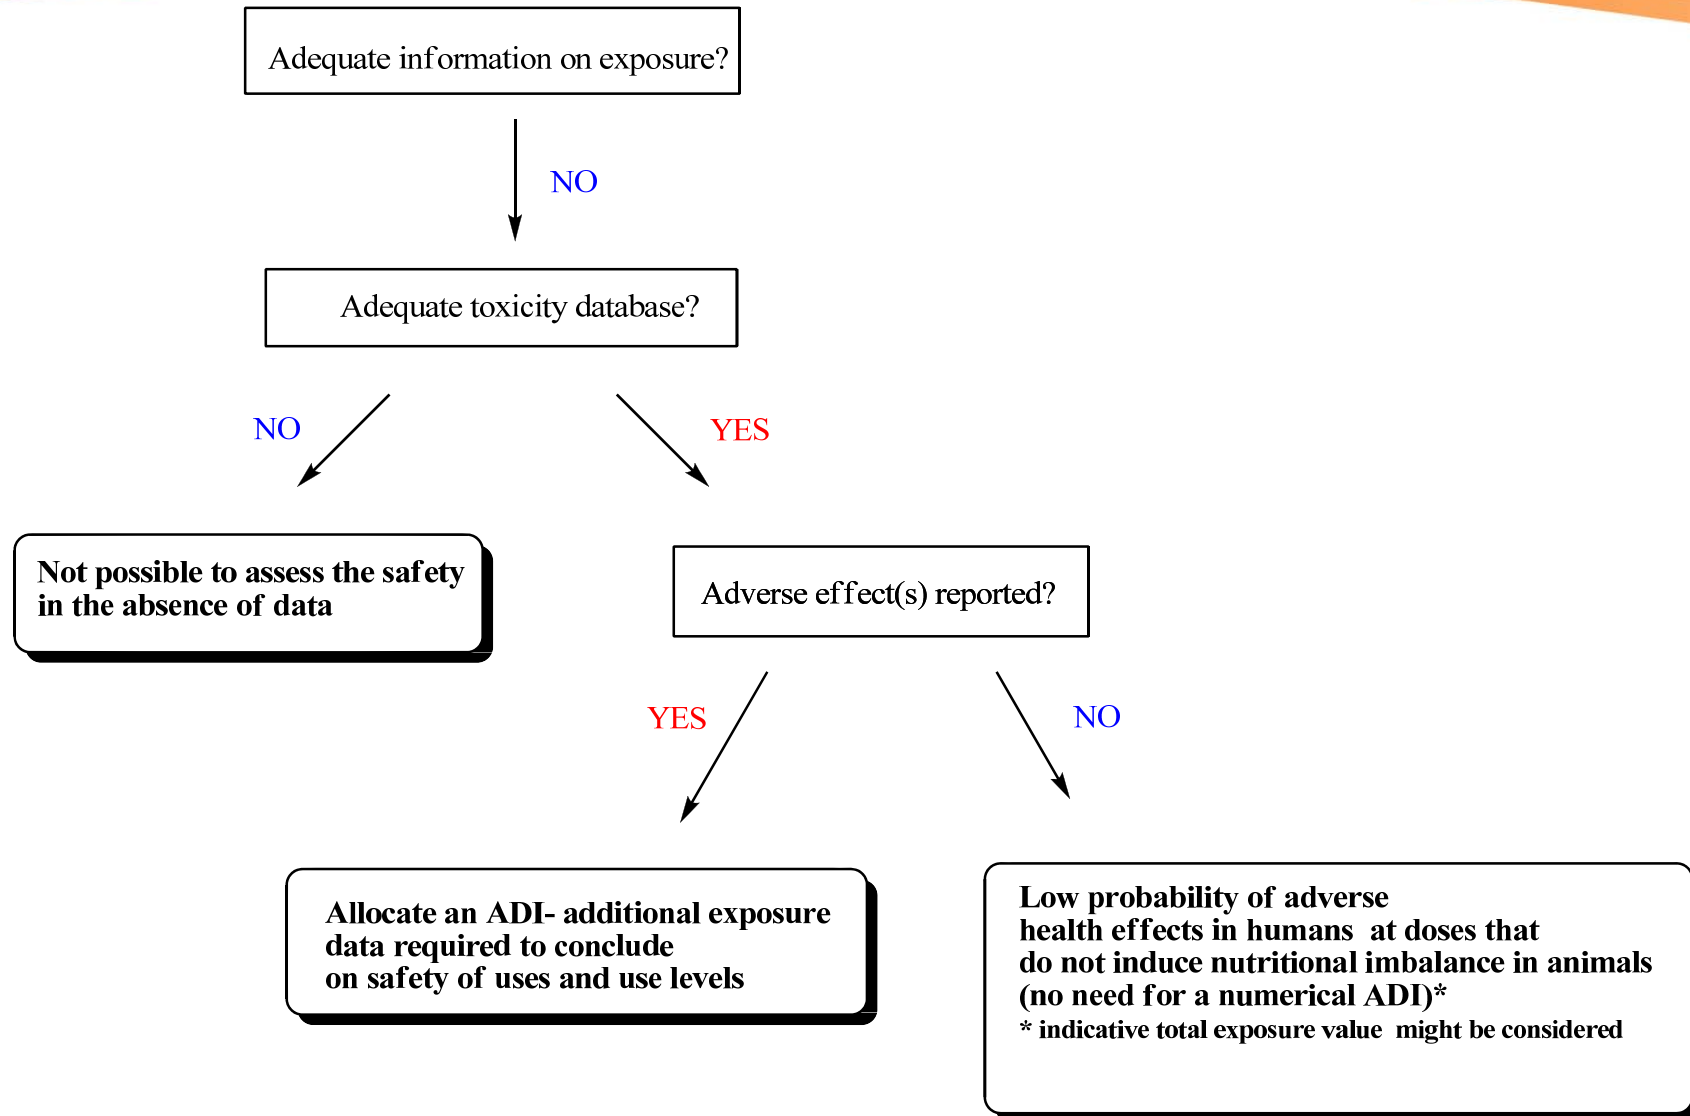 Adequate information on exposure?
NO
Adequate toxicity database?
NO
YES
Not possible to assess the safety
in the absence of data
Adverse effect(s) reported?
YES
NO
Allocate an ADI- additional exposure
data required to conclude
on safety of uses and use levels
Low probability of adverse
health effects in humans at doses that
do not induce nutritional imbalance in animals
(no need for a numerical ADI)*
* indicative total exposure value might be considered